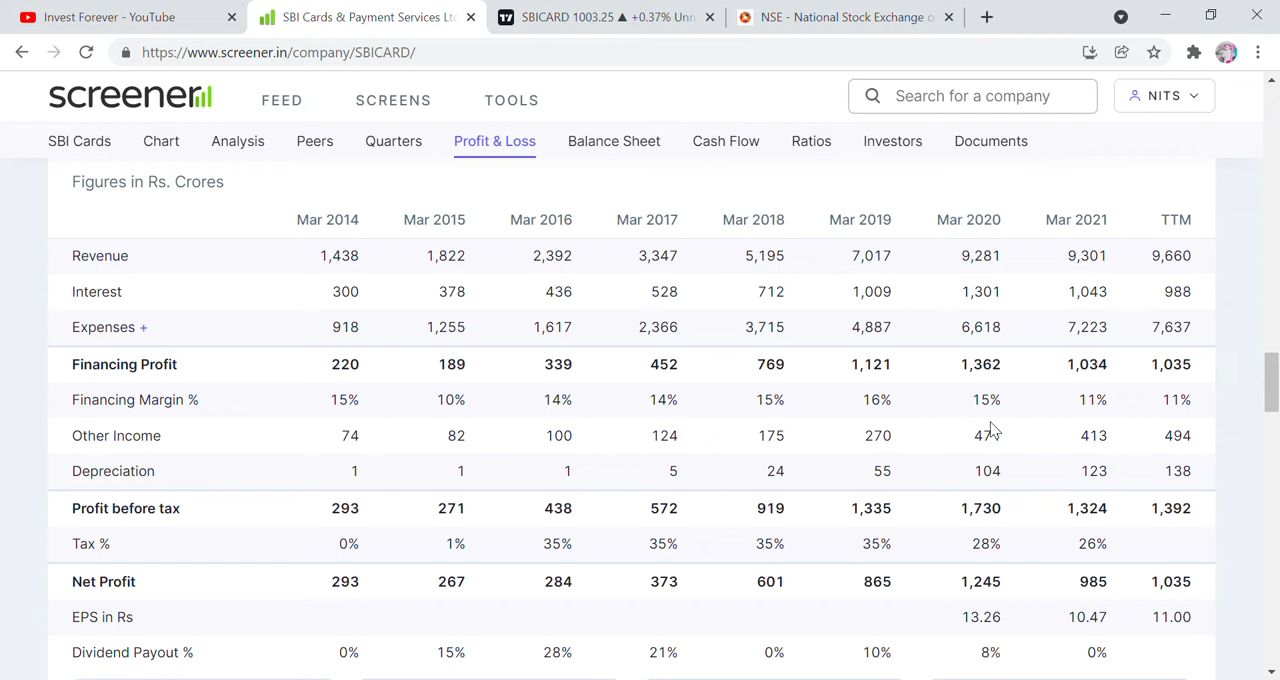 Invest Forever - YouTube
SBI Cards & Payment Services Ltd
SBICARD 1003.25 ▲ +0.37% Unn
NSE - National Stock Exchange o
https://www.screener.in/company/SBICARD/
screener
FEED
SCREENS
TOOLS
Search for a company
NITS
SBI Cards
Chart
Analysis
Peers
Quarters
Profit & Loss
Balance Sheet
Cash Flow
Ratios
Investors
Documents
Figures in Rs. Crores
Mar 2014 Mar 2015 Mar 2016 Mar 2017 Mar 2018 Mar 2019 Mar 2020 Mar 2021 TTM
Revenue 1,438 1,822 2,392 3,347 5,195 7,017 9,281 9,301 9,660
Interest 300 378 436 528 712 1,009 1,301 1,043 988
Expenses + 918 1,255 1,617 2,366 3,715 4,887 6,618 7,223 7,637
Financing Profit 220 189 339 452 769 1,121 1,362 1,034 1,035
Financing Margin % 15% 10% 14% 14% 15% 16% 15% 11% 11%
Other Income 74 82 100 124 175 270 413 494
Depreciation 1 1 1 5 24 55 104 123 138
Profit before tax 293 271 438 572 919 1,335 1,730 1,324 1,392
Tax % 0% 1% 35% 35% 35% 35% 28% 26%
Net Profit 293 267 284 373 601 865 1,245 985 1,035
EPS in Rs 13.26 10.47 11.00
Dividend Payout % 0% 15% 28% 21% 0% 10% 8% 0%